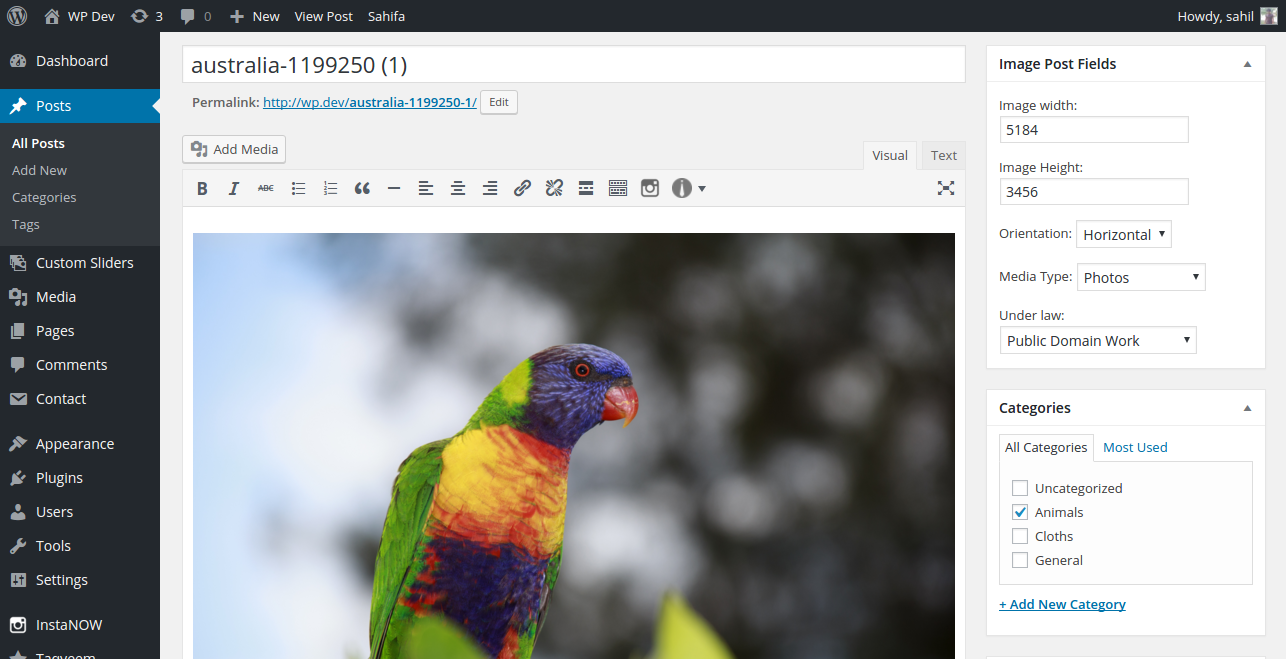 WP Dev 3 0 New View Post Sahifa Howdy, sahil
Dashboard
Posts
All Posts
Add New
Categories
Tags
Custom Sliders
Media
Pages
Comments
Contact
Appearance
Plugins
Users
Tools
Settings
InstaNOW
Taqyeem
australia-1199250 (1)
Permalink: http://wp.dev/australia-1199250-1/ Edit
Add Media
Visual Text
B I ABC
Image Post Fields
Image width:
5184
Image Height:
3456
Orientation: Horizontal
Media Type: Photos
Under law:
Public Domain Work
Categories
All Categories Most Used
Uncategorized
Animals
Cloths
General
+ Add New Category